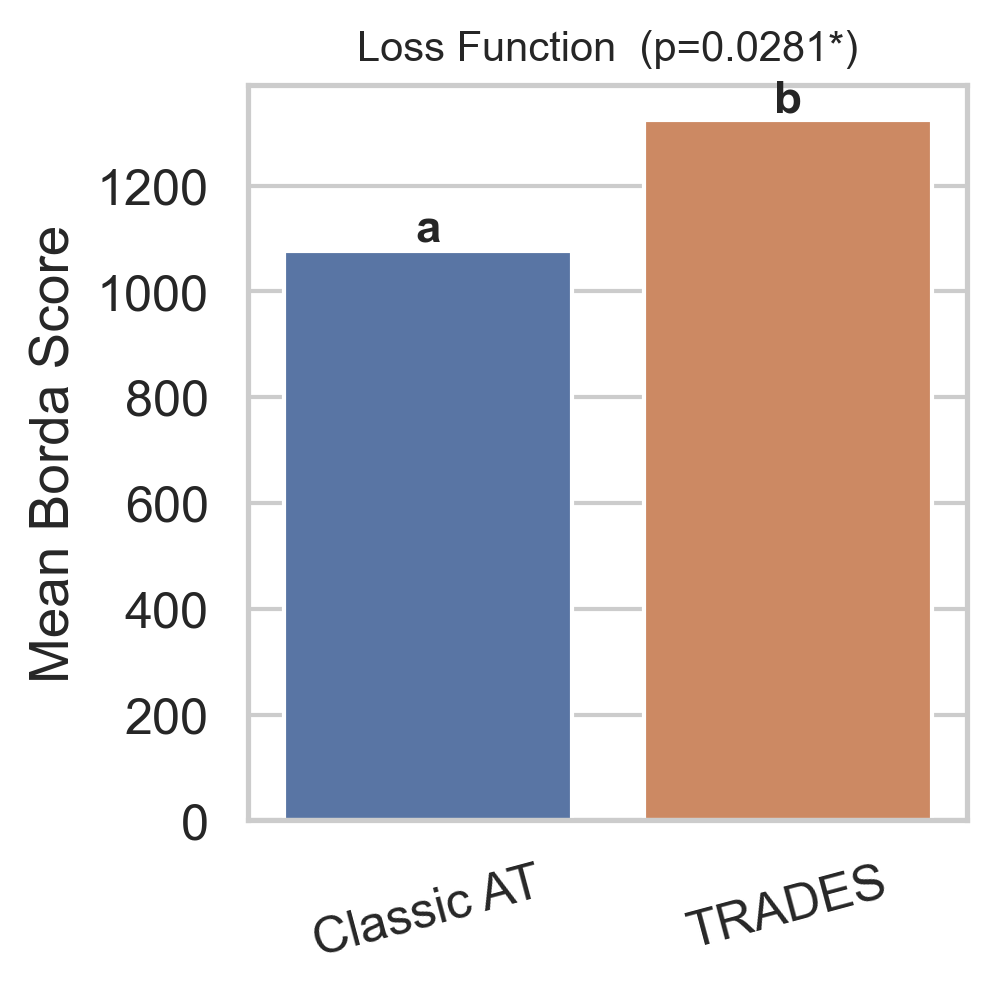 Loss Function (p=0.0281*)
Mean Borda Score
1200
1000
800
600
400
200
0
a
b
Classic AT
TRADES